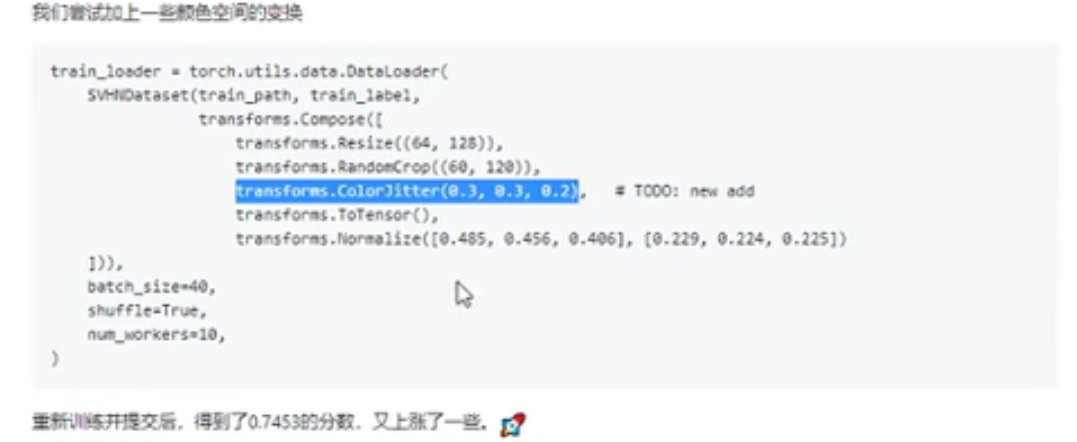 我们尝试加上一些颜色空间的变换
train_loader = torch.utils.data.DataLoader(
SVHNDataset(train_path, train_label,
transforms.Compose([
transforms.Resize((64, 128)),
transforms.RandomCrop((60, 120)),
transforms.ColorJitter(0.3, 0.3, 0.2), # TODO: new add
transforms.ToTensor(),
transforms.Normalize([0.485, 0.456, 0.406], [0.229, 0.224, 0.225])
])),
batch_size=40,
shuffle=True,
num_workers=10,
)
重新训练并提交后，得到了0.7453的分数，又上涨了一些。